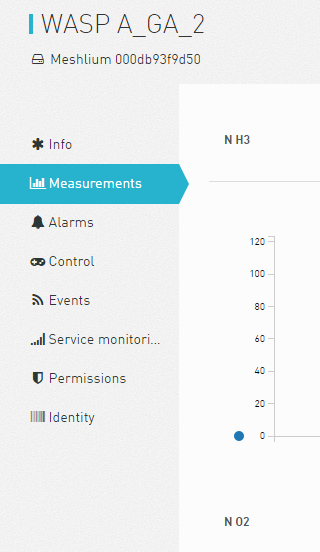 WASP A_GA_2
Meshlium 000db93f9d50
Info
Measurements
Alarms
Control
Events
Service monitori...
Permissions
Identity
N H3
120
100
80
60
40
20
0
N O2